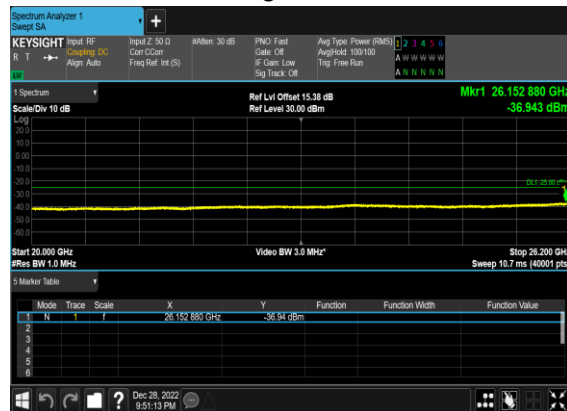 Spectrum Analyzer 1
Swept SA
KEYSIGHT Input: RF Input Z: 50 Ω #Atten: 30 dB PNO: Fast Avg Type: Power (RMS) 1 2 3 4 5 6
R T Coupling: DC Corr CCorr Gate: Off Avg|Hold: 100/100 A W W W W W
Align: Auto Freq Ref: Int (S) IF Gain: Low Trig: Free Run
Sig Track: Off A N N N N N
LW
1 Spectrum
Ref Lvl Offset 15.38 dB Mkr1 26.152 880 GHz
Scale/Div 10 dB Ref Level 30.00 dBm -36.943 dBm
Log
20.0
10.0
0.00
-10.0
-20.0
DL1 -25.00
-30.0
-40.0
-50.0
-60.0
Start 20.000 GHz Video BW 3.0 MHz* Stop 26.200 GHz
#Res BW 1.0 MHz Sweep 10.7 ms (40001 pts
5 Marker Table
Mode Trace Scale X Y Function Function Width Function Value
1 N 1 f 26.152 880 GHz -36.94 dBm
2
3
4
5
6
? Dec 28, 2022
9:51:13 PM